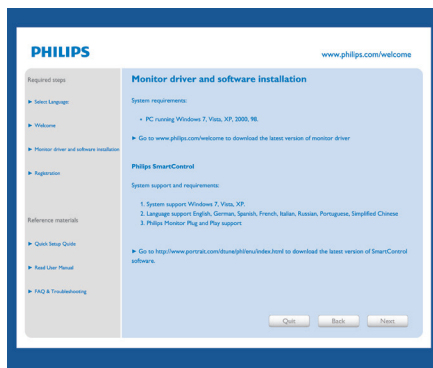 PHILIPS
www.philips.com/welcome
Required steps
► Select Language
► Welcome
► Monitor driver and software installation
► Registration
Reference materials
► Quick Setup Guide
► Read User Manual
► FAQ & Troubleshooting
Monitor driver and software installation
System requirements:
• PC running Windows 7, Vista, XP, 2000, 98.
► Go to www.philips.com/welcome to download the latest version of monitor driver
Philips SmartControl
System support and requirements:
1. System support Windows 7, Vista, XP.
2. Language support English, German, Spanish, French, Italian, Russian, Portuguese, Simplified Chinese
3. Philips Monitor Plug and Play support
► Go to http://www.portrait.com/dtune/phl/enu/index.html to download the latest version of SmartControl
software.
Quit
Back
Next